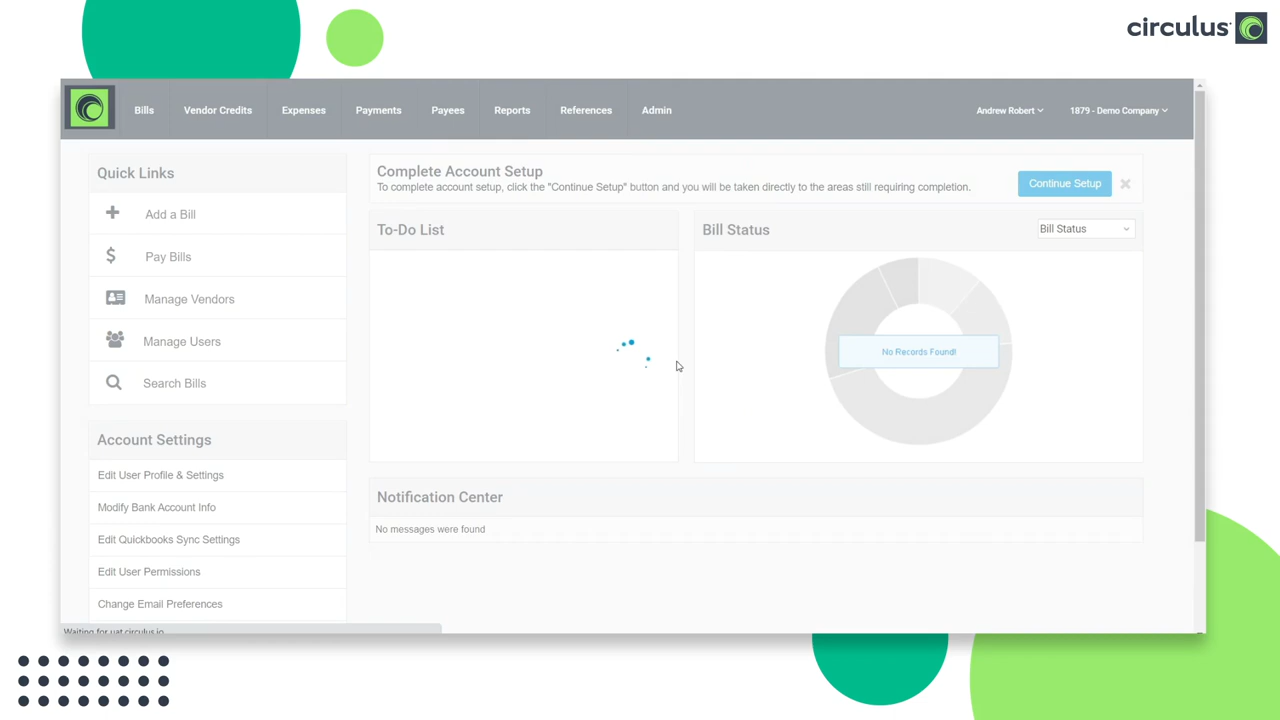 circulus
Bills Vendor Credits Expenses Payments Payees Reports References Admin Andrew Robert 1879 - Demo Company
Quick Links
Add a Bill
Pay Bills
Manage Vendors
Manage Users
Search Bills
Account Settings
Edit User Profile & Settings
Modify Bank Account Info
Edit Quickbooks Sync Settings
Edit User Permissions
Change Email Preferences
Complete Account Setup
To complete account setup, click the "Continue Setup" button and you will be taken directly to the areas still requiring completion.
Continue Setup
To-Do List
Bill Status
Bill Status
No Records Found!
Notification Center
No messages were found
Waiting for uat.circulus.io